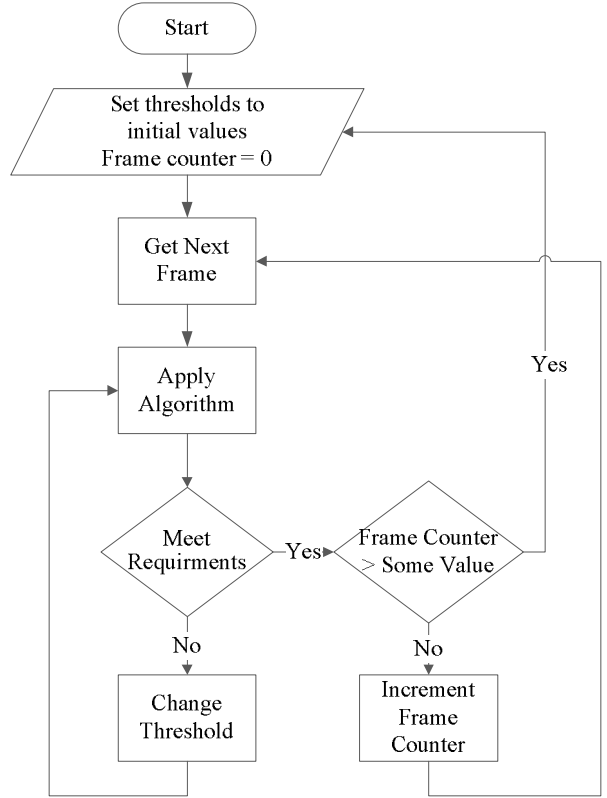 Start
Set thresholds to
initial values
Frame counter = 0
Get Next
Frame
Yes
Apply
Algorithm
Meet
Requirments
Yes
Frame Counter
> Some Value
No
No
Change
Threshold
Increment
Frame
Counter